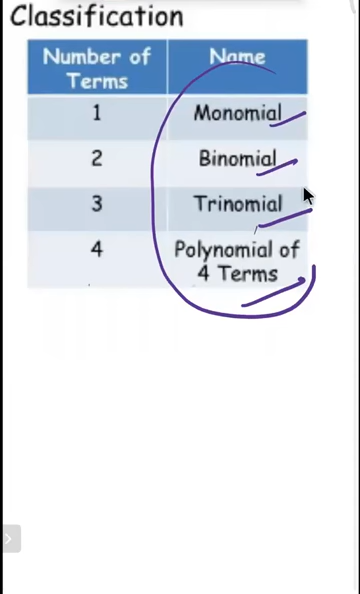 Classification
Number of Terms
Name
1
Monomial
2
Binomial
3
Trinomial
4
Polynomial of
4 Terms